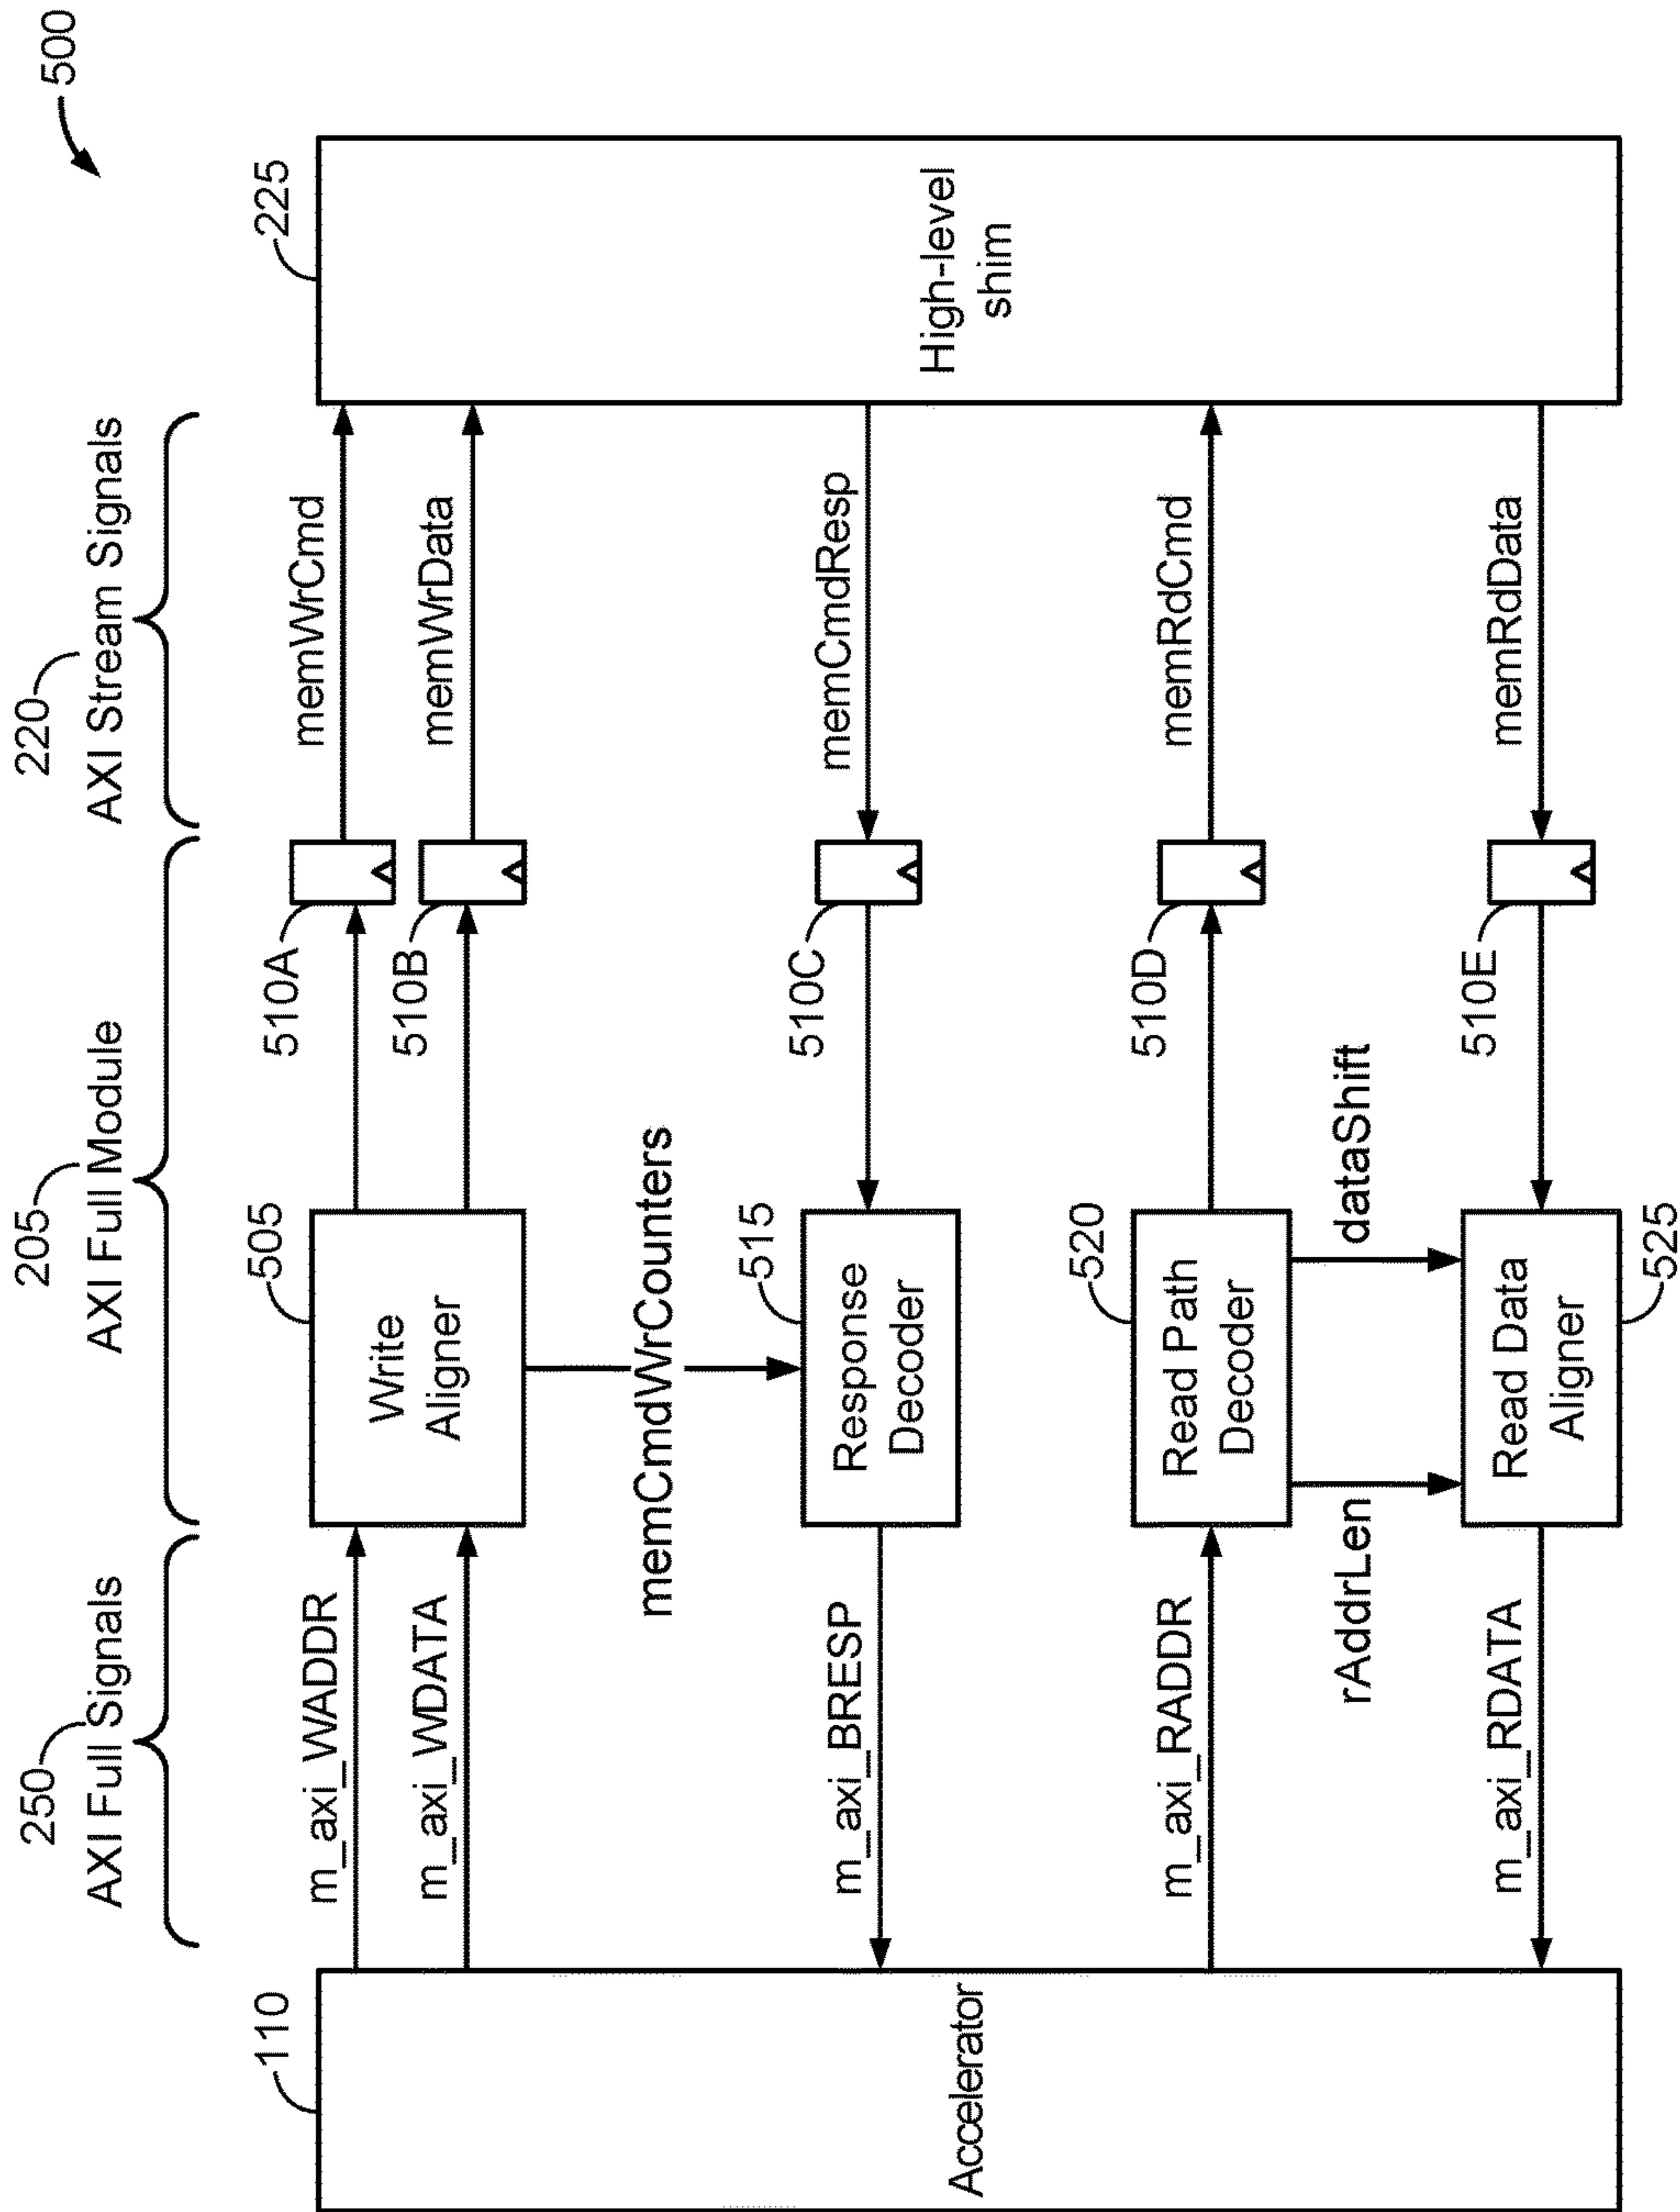 500
250
AXI Full Signals
205
AXI Full Module
220
AXI Stream Signals
110
Accelerator
m_axi_WADDR
m_axi_WDATA
m_axi_BRESP
m_axi_RADDR
rAddrLen
m_axi_RDATA
505
Write
Aligner
memCmdWrCounters
515
Response
Decoder
520
Read Path
Decoder
dataShift
Read Data
Aligner
525
510A
510B
510C
510D
510E
memWrCmd
memWrData
memCmdResp
memRdCmd
memRdData
225
High-level
shim